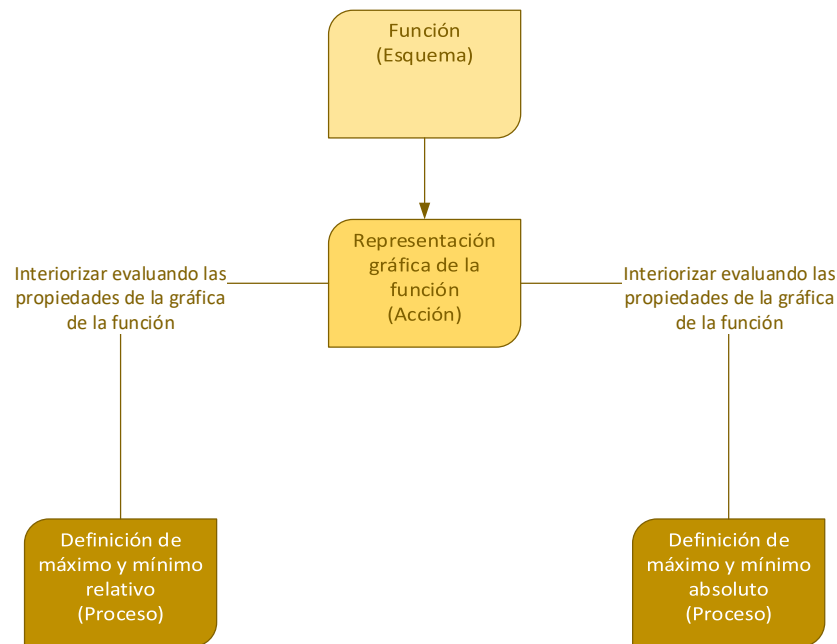 Función
(Esquema)
Representación
gráfica de la
función
(Acción)
Interiorizar evaluando las
propiedades de la gráfica
de la función
Interiorizar evaluando las
propiedades de la gráfica
de la función
Definición de
máximo y mínimo
relativo
(Proceso)
Definición de
máximo y mínimo
absoluto
(Proceso)